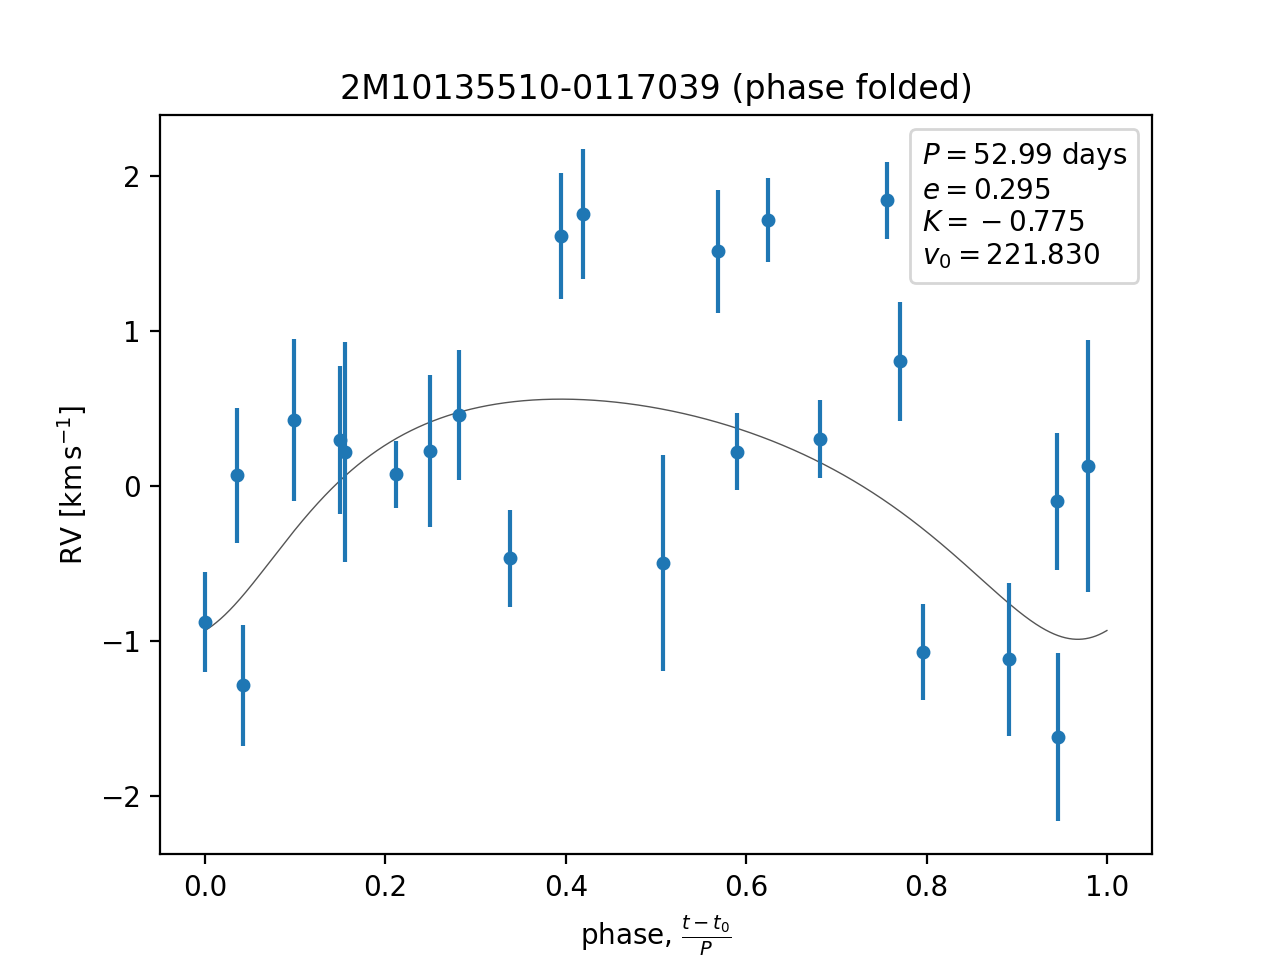 2M10135510-0117039 (phase folded)
P = 52.99 days
e = 0.295
K = −0.775
v₀ = 221.830
2
1
0
−1
−2
RV [km s⁻¹]
0.0 0.2 0.4 0.6 0.8 1.0
phase, (t − t₀)/P